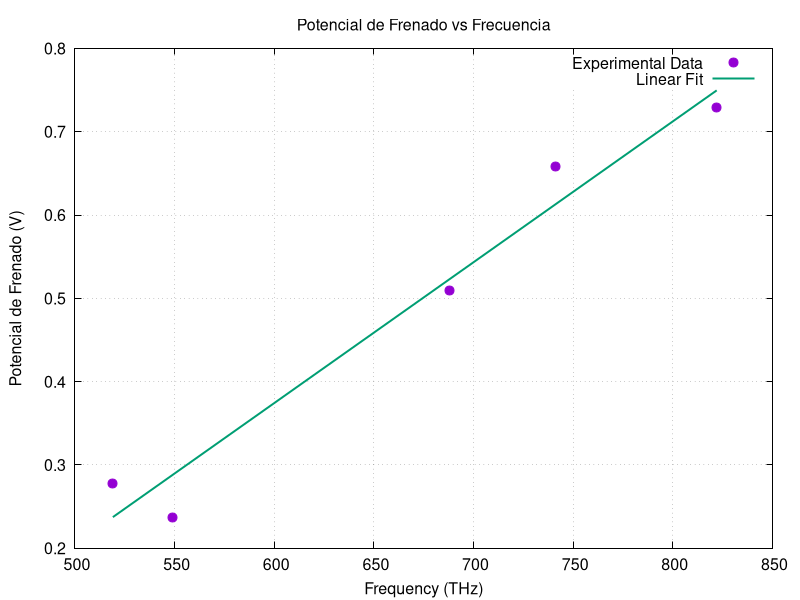 Potencial de Frenado vs Frecuencia
Experimental Data
Linear Fit
0.8
0.7
0.6
0.5
0.4
0.3
0.2
Potencial de Frenado (V)
500 550 600 650 700 750 800 850
Frequency (THz)